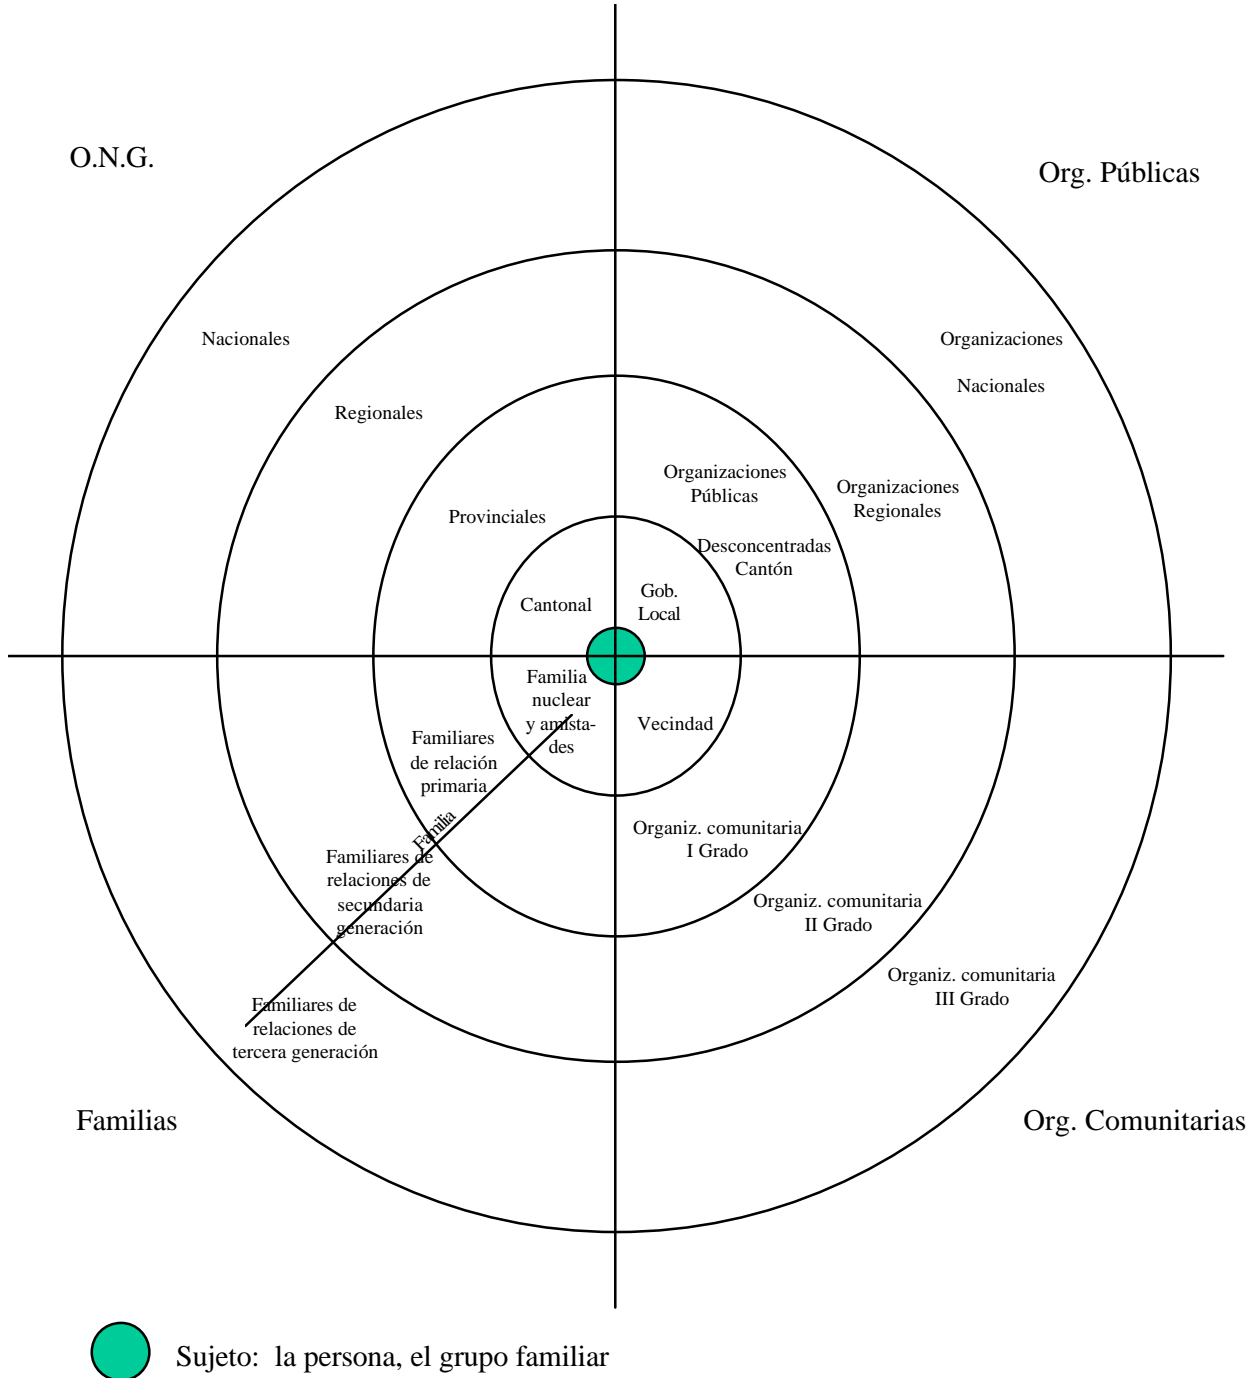 O.N.G.
Org. Públicas
Nacionales
Organizaciones
Nacionales
Regionales
Organizaciones
Públicas
Organizaciones
Regionales
Provinciales
Desconcentradas
Cantón
Cantonal
Gob.
Local
Familia
nuclear
y amista-
des
Vecindad
Familiares
de relación
primaria
Familia
Organiz. comunitaria
I Grado
Familiares de
relaciones de
secundaria
generación
Organiz. comunitaria
II Grado
Organiz. comunitaria
III Grado
Familiares de
relaciones de
tercera generación
Familias
Org. Comunitarias
Sujeto: la persona, el grupo familiar